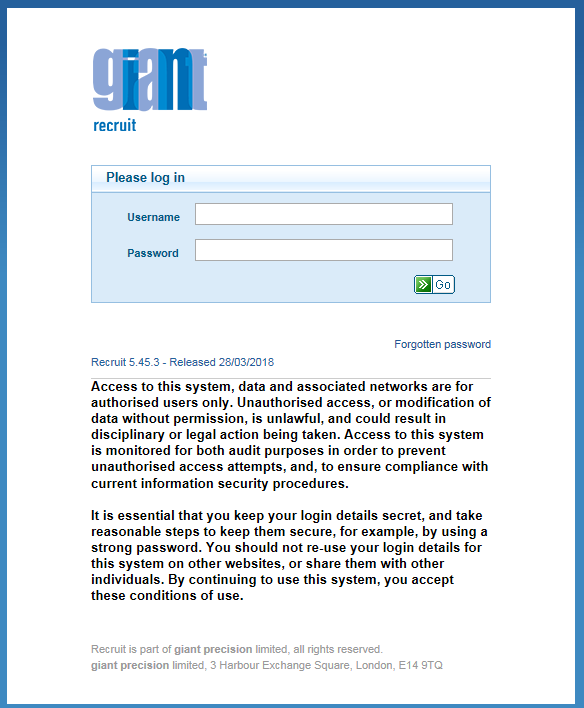 giant
recruit
Please log in
Username
Password
Go
Forgotten password
Recruit 5.45.3 - Released 28/03/2018
Access to this system, data and associated networks are for
authorised users only. Unauthorised access, or modification of
data without permission, is unlawful, and could result in
disciplinary or legal action being taken. Access to this system
is monitored for both audit purposes in order to prevent
unauthorised access attempts, and, to ensure compliance with
current information security procedures.
It is essential that you keep your login details secret, and take
reasonable steps to keep them secure, for example, by using a
strong password. You should not re-use your login details for
this system on other websites, or share them with other
individuals. By continuing to use this system, you accept
these conditions of use.
Recruit is part of giant precision limited, all rights reserved.
giant precision limited, 3 Harbour Exchange Square, London, E14 9TQ